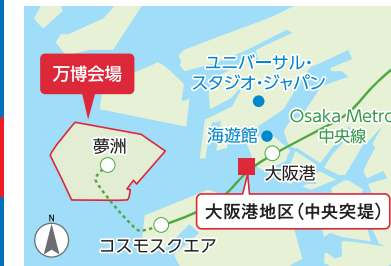 ユニバーサル・
スタジオ・ジャパン
万博会場
Osaka Metro
中央線
海遊館
夢洲
大阪港
大阪港地区（中央突堤）
N
コスモスクエア